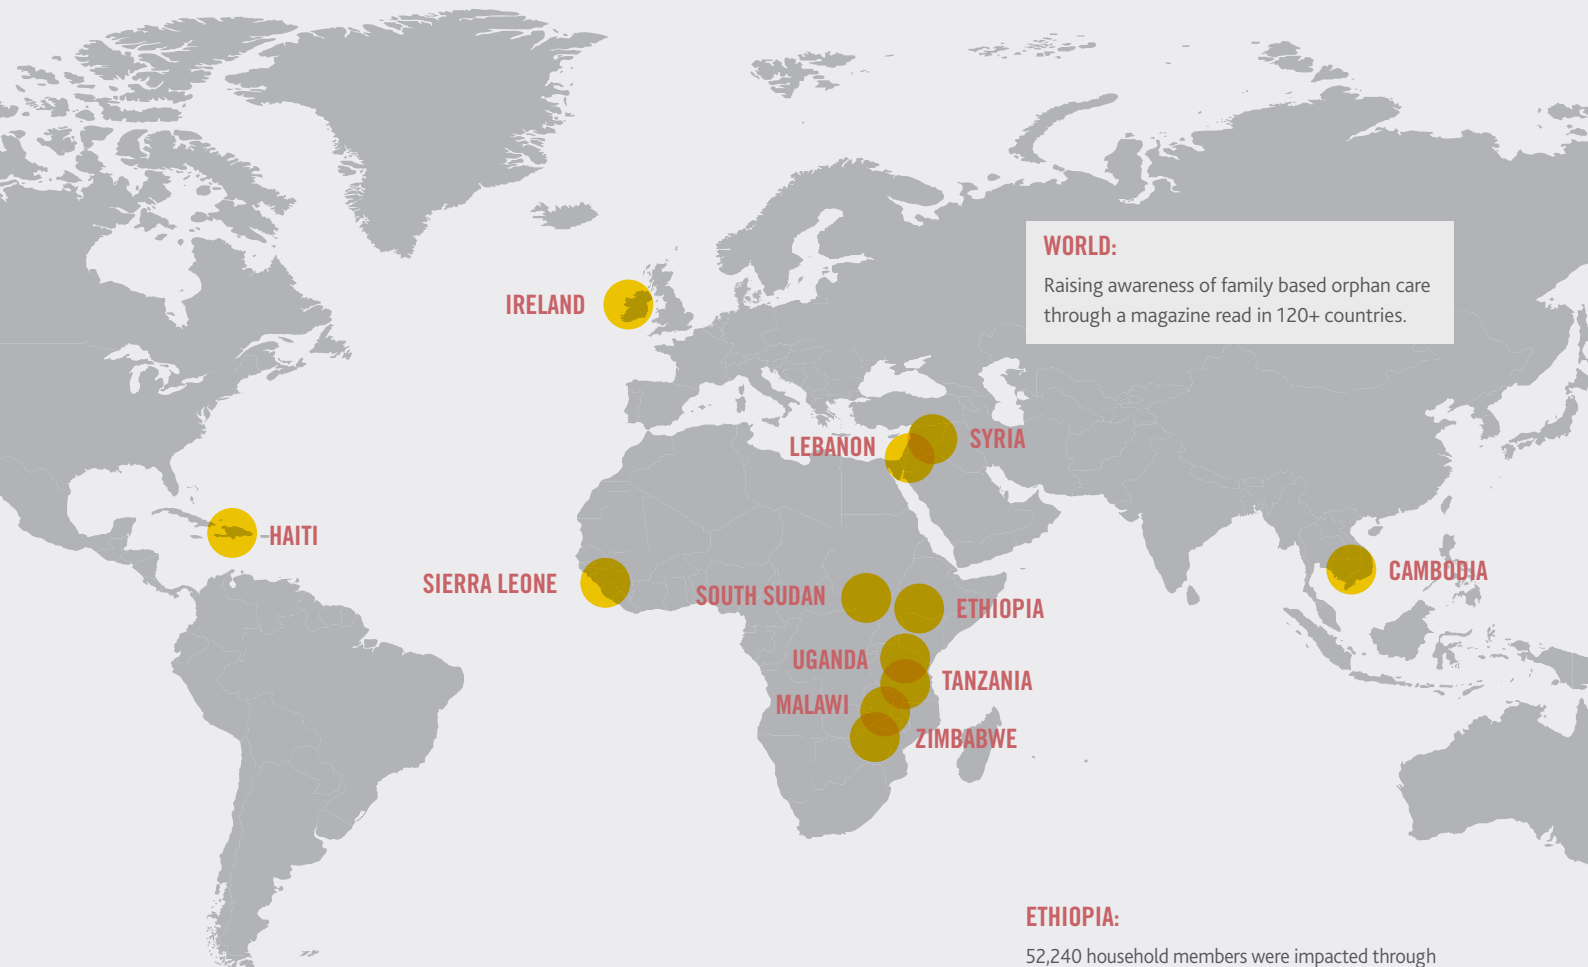 WORLD:
Raising awareness of family based orphan care
through a magazine read in 120+ countries.
IRELAND
LEBANON
SYRIA
HAITI
SIERRA LEONE
SOUTH SUDAN
ETHIOPIA
CAMBODIA
UGANDA
TANZANIA
MALAWI
ZIMBABWE
ETHIOPIA:
52,240 household members were impacted through